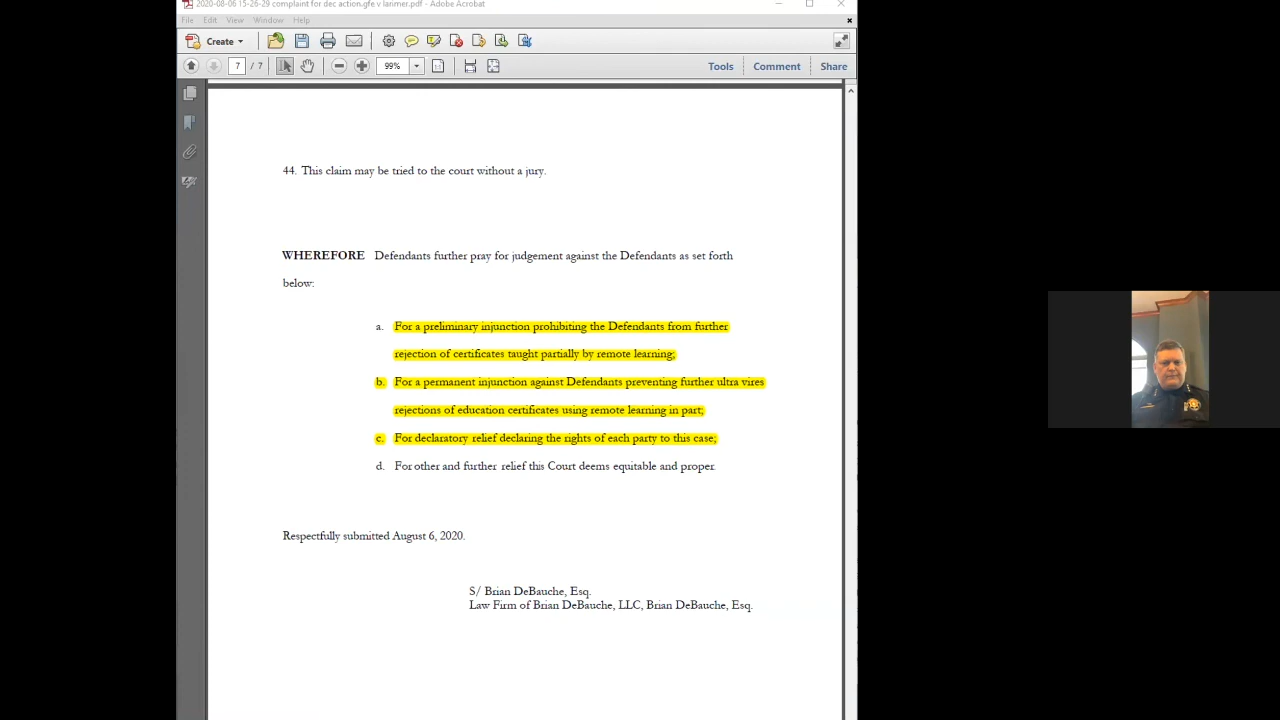 2020-08-06 15-26-29 complaint for dec action.gfe v larimer.pdf - Adobe Acrobat
File Edit View Window Help
Create
7 / 7 99% Tools Comment Share
44. This claim may be tried to the court without a jury.
WHEREFORE Defendants further pray for judgement against the Defendants as set forth
below:
a. For a preliminary injunction prohibiting the Defendants from further
rejection of certificates taught partially by remote learning;
b. For a permanent injunction against Defendants preventing further ultra vires
rejections of education certificates using remote learning in part;
c. For declaratory relief declaring the rights of each party to this case;
d. For other and further relief this Court deems equitable and proper.
Respectfully submitted August 6, 2020.
S/ Brian DeBauche, Esq.
Law Firm of Brian DeBauche, LLC, Brian DeBauche, Esq.